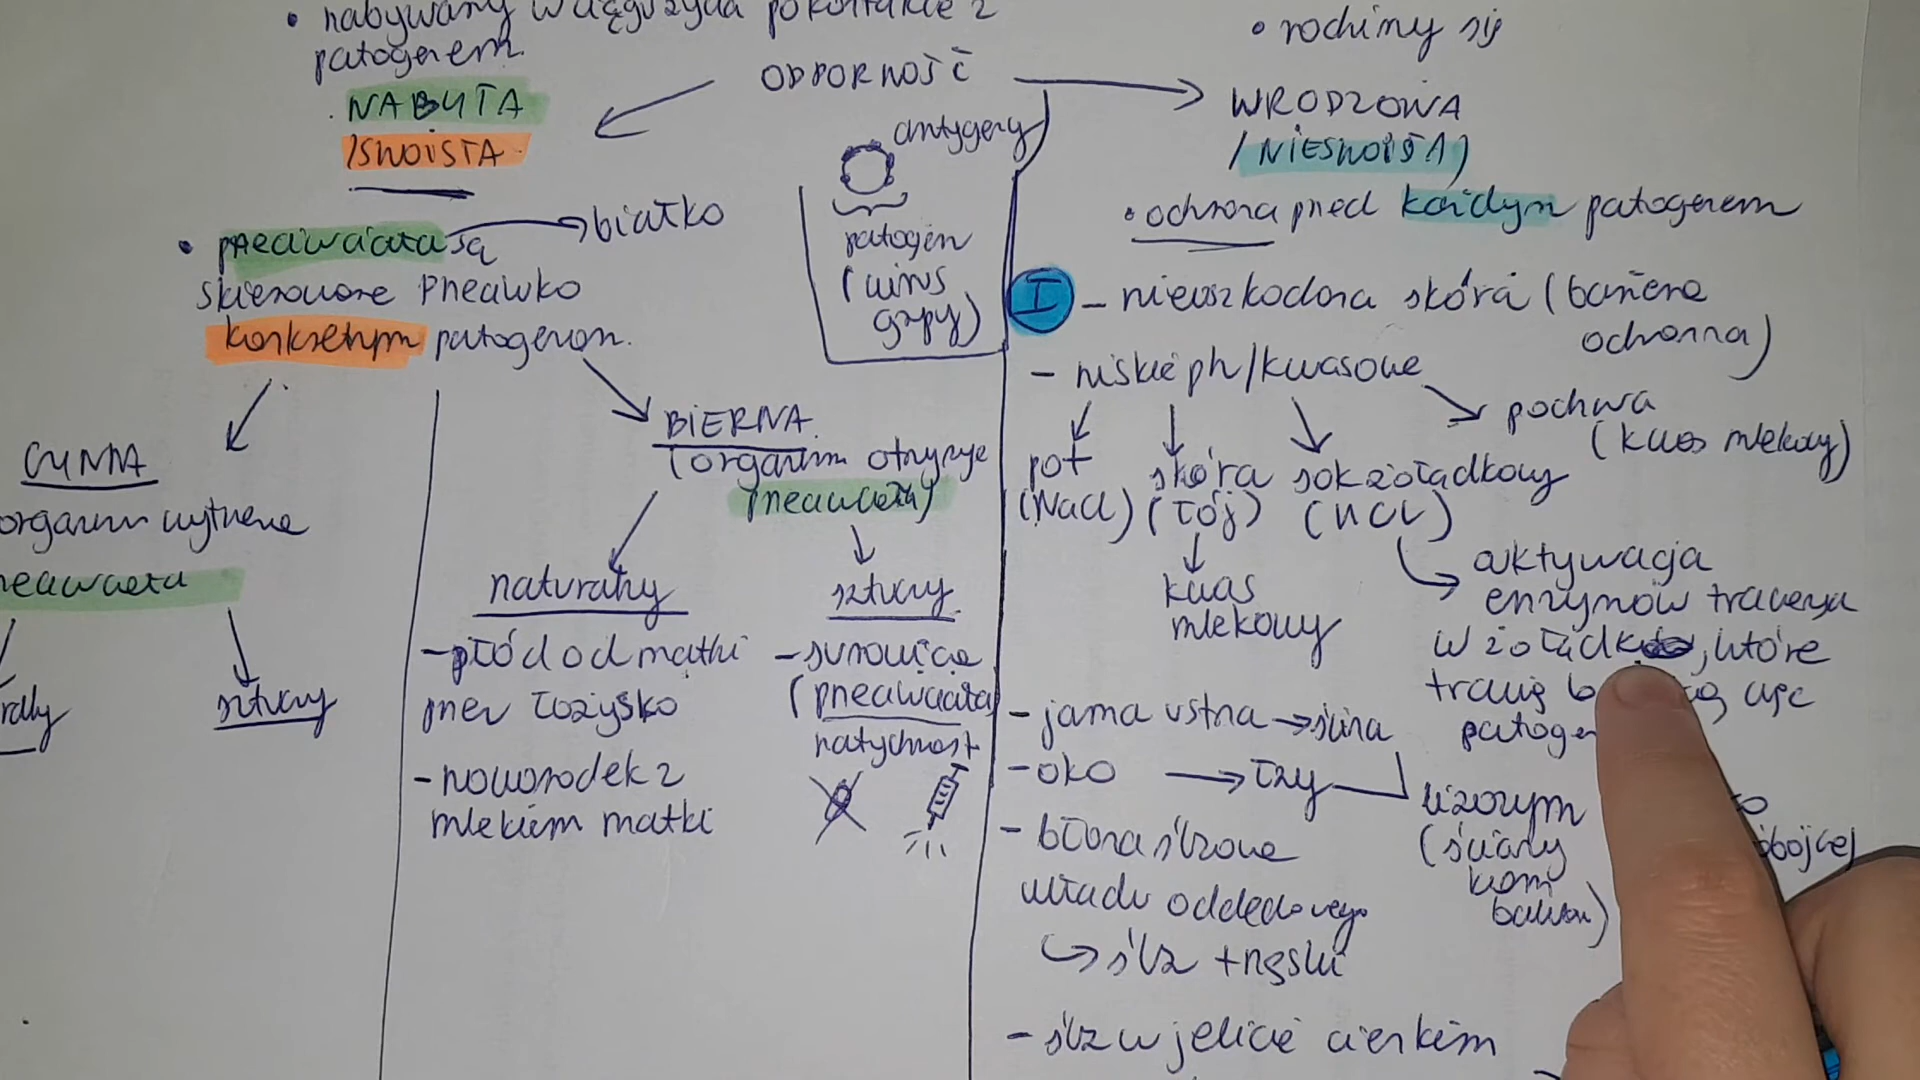 • nabywany w ciągu życia po kontakcie z
patogenem
ODPORNOŚĆ
NABYTA
/SWOISTA
• przeciwciała są → białko
skierowane przeciwko
konkretnym patogenom.
CZYNNA
organizm wytwarza
sztuczny
BIERNA
(organizm otrzymuje
przeciwciała)
naturalny
- płód od matki
przez łożysko
- noworodek z
mlekiem matki
sztuczny
- surowica
(przeciwciała
natychmiast
antygeny
patogen
(wirus
grzyby)
• rodzimy się
WRODZONA
/NIESWOISTA)
• ochrona przed każdym patogenem
I - nieuszkodzona skóra (bariera
ochronna)
- niskie ph/kwasowe
pot
(NaCl)
skóra
(łój)
kwas
mlekowy
sok żołądkowy
(HCl)
pochwa
(kwas mlekowy)
aktywacja
enzymów trawienia
w żołądku, które
trawią
- jama ustna → ślina
- oko → łzy
lizozym
(ściany
kom
bakterii)
- błona śluzowa
układu oddechowego
↳ śluz + rzęski
- śluz w jelicie cienkim